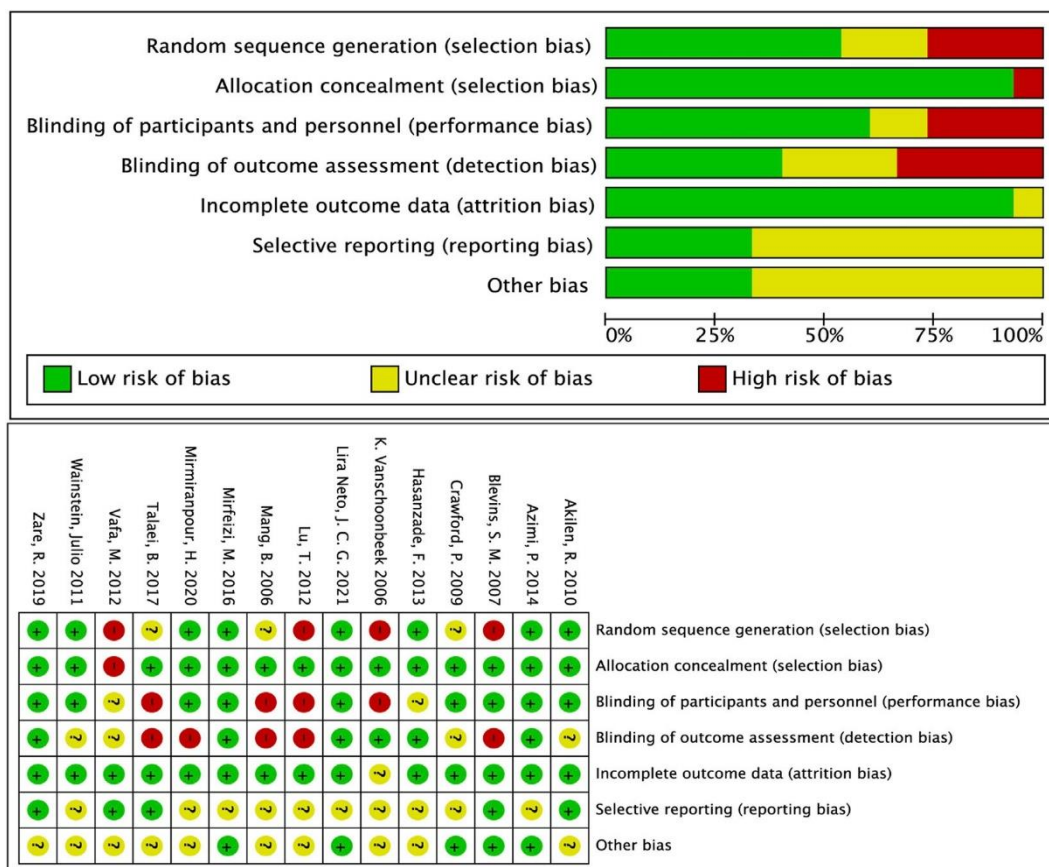 Random sequence generation (selection bias)
Allocation concealment (selection bias)
Blinding of participants and personnel (performance bias)
Blinding of outcome assessment (detection bias)
Incomplete outcome data (attrition bias)
Selective reporting (reporting bias)
Other bias
0% 25% 50% 75% 100%
Low risk of bias Unclear risk of bias High risk of bias
Zare, R. 2019
Wainstein, Julio 2011
Vafa, M. 2012
Talaei, B. 2017
Mirmiranpour, H. 2020
Mirfeizi, M. 2016
Mang, B. 2006
Lu, T. 2012
Lira Neto, J. C. G. 2021
K. Vanschoonbeek 2006
Hasanzade, F. 2013
Crawford, P. 2009
Blevins, S. M. 2007
Azimi, P. 2014
Akilen, R. 2010
+ + - ? + + ? - + - + ? - + + Random sequence generation (selection bias)
+ + - + + + + + + + + + + + + Allocation concealment (selection bias)
+ + ? - + + - - + - ? + + + + Blinding of participants and personnel (performance bias)
+ ? ? - - + - - + + + ? - + ? Blinding of outcome assessment (detection bias)
+ + + + + + + + + ? + + + + + Incomplete outcome data (attrition bias)
+ ? + + ? ? ? ? ? ? ? ? + ? + Selective reporting (reporting bias)
? ? ? ? ? + ? ? + ? ? + + + ? Other bias